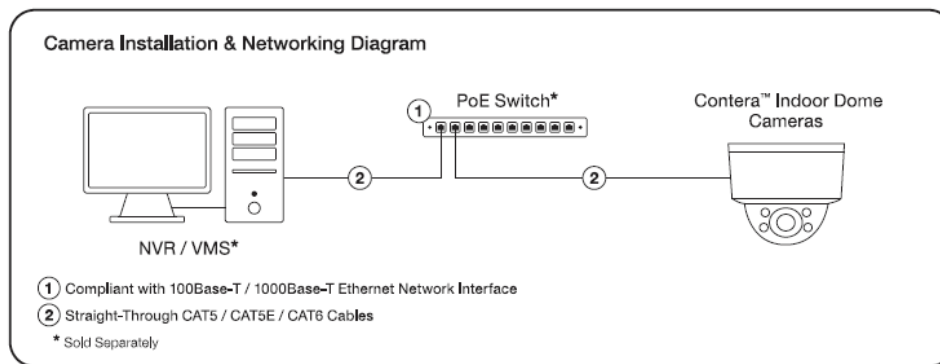 Camera Installation & Networking Diagram
PoE Switch*
Contera™ Indoor Dome
Cameras
1
2
2
NVR / VMS*
1 Compliant with 100Base-T / 1000Base-T Ethernet Network Interface
2 Straight-Through CAT5 / CAT5E / CAT6 Cables
* Sold Separately